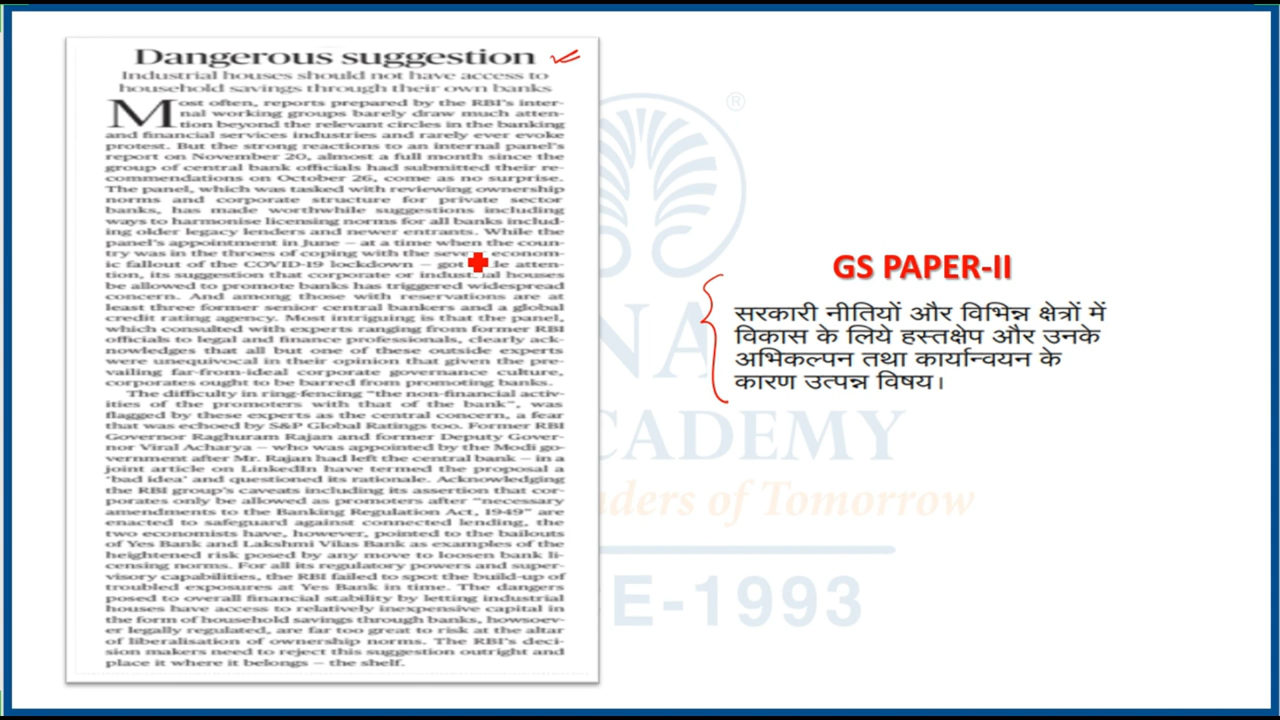 Dangerous suggestion
Industrial houses should not have access to
household savings through their own banks
Most often, reports prepared by the RBI's inter-
nal working groups barely draw much atten-
tion beyond the relevant circles in the banking
and financial services industries and rarely ever evoke
protest. But the strong reactions to an internal panel's
report on November 20, almost a full month since the
group of central bank officials had submitted their re-
commendations on October 26, come as no surprise.
The panel, which was tasked with reviewing ownership
norms and corporate structure for private sector
banks, has made worthwhile suggestions including
ways to harmonise licensing norms for all banks includ-
ing older legacy lenders and newer entrants. While the
panel's appointment in June – at a time when the coun-
try was in the throes of coping with the seve econom-
ic fallout of the COVID-19 lockdown – got le atten-
tion, its suggestion that corporate or indust ial houses
be allowed to promote banks has triggered widespread
concern. And among those with reservations are at
least three former senior central bankers and a global
credit rating agency. Most intriguing is that the panel,
which consulted with experts ranging from former RBI
officials to legal and finance professionals, clearly ack-
nowledges that all but one of these outside experts
were unequivocal in their opinion that given the pre-
vailing far-from-ideal corporate governance culture,
corporates ought to be barred from promoting banks.
The difficulty in ring-fencing "the non-financial activ-
ities of the promoters with that of the bank", was
flagged by these experts as the central concern, a fear
that was echoed by S&P Global Ratings too. Former RBI
Governor Raghuram Rajan and former Deputy Gover-
nor Viral Acharya – who was appointed by the Modi go-
vernment after Mr. Rajan had left the central bank – in a
joint article on LinkedIn have termed the proposal a
'bad idea' and questioned its rationale. Acknowledging
the RBI group's caveats including its assertion that cor-
porates only be allowed as promoters after "necessary
amendments to the Banking Regulation Act, 1949" are
enacted to safeguard against connected lending, the
two economists have, however, pointed to the bailouts
of Yes Bank and Lakshmi Vilas Bank as examples of the
heightened risk posed by any move to loosen bank li-
censing norms. For all its regulatory powers and super-
visory capabilities, the RBI failed to spot the build-up of
troubled exposures at Yes Bank in time. The dangers
posed to overall financial stability by letting industrial
houses have access to relatively inexpensive capital in
the form of household savings through banks, howsoev-
er legally regulated, are far too great to risk at the altar
of liberalisation of ownership norms. The RBI's deci-
sion makers need to reject this suggestion outright and
place it where it belongs – the shelf.
GS PAPER-II
सरकारी नीतियों और विभिन्न क्षेत्रों में
विकास के लिये हस्तक्षेप और उनके
अभिकल्पन तथा कार्यान्वयन के
कारण उत्पन्न विषय।
®
NA
CADEMY
ders of Tomorrow
E-1993